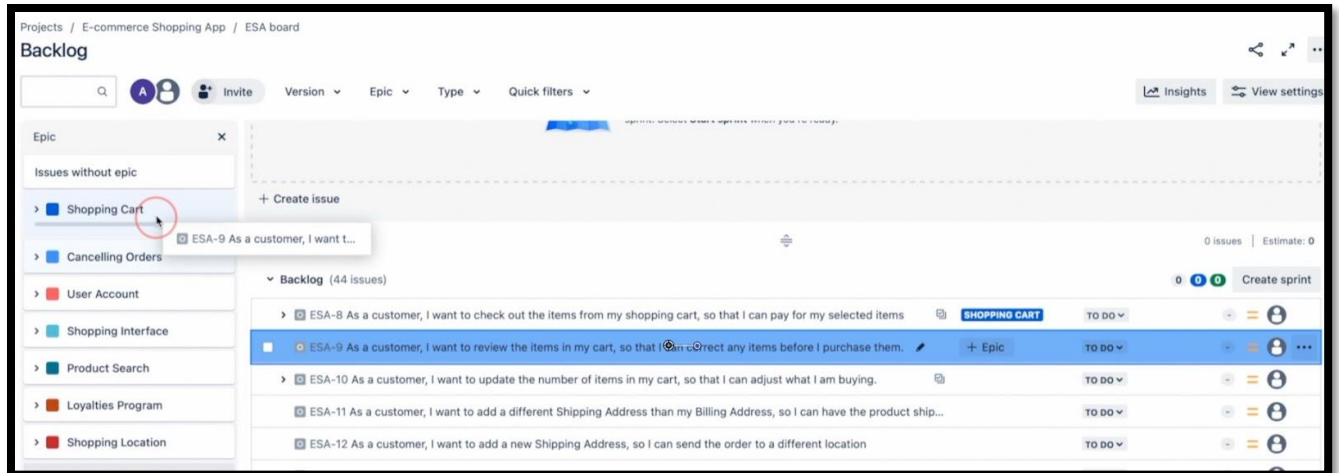 Projects / E-commerce Shopping App / ESA board
Backlog
A Invite Version Epic Type Quick filters Insights View settings
Epic
Issues without epic
Shopping Cart
ESA-9 As a customer, I want t...
Cancelling Orders
User Account
Shopping Interface
Product Search
Loyalties Program
Shopping Location
sprint. Select Start sprint when you're ready.
+ Create issue
0 issues | Estimate: 0
Backlog (44 issues) 0 0 0 Create sprint
ESA-8 As a customer, I want to check out the items from my shopping cart, so that I can pay for my selected items SHOPPING CART TO DO -
ESA-9 As a customer, I want to review the items in my cart, so that I can correct any items before I purchase them. + Epic TO DO -
ESA-10 As a customer, I want to update the number of items in my cart, so that I can adjust what I am buying. TO DO -
ESA-11 As a customer, I want to add a different Shipping Address than my Billing Address, so I can have the product ship... TO DO -
ESA-12 As a customer, I want to add a new Shipping Address, so I can send the order to a different location TO DO -